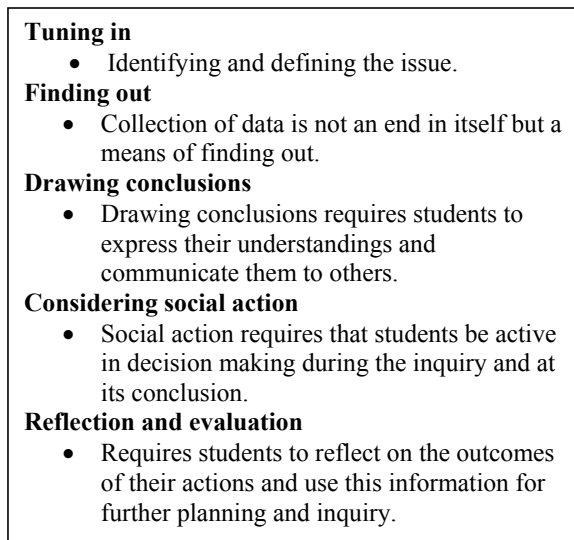 Tuning in
• Identifying and defining the issue.
Finding out
• Collection of data is not an end in itself but a
means of finding out.
Drawing conclusions
• Drawing conclusions requires students to
express their understandings and
communicate them to others.
Considering social action
• Social action requires that students be active
in decision making during the inquiry and at
its conclusion.
Reflection and evaluation
• Requires students to reflect on the outcomes
of their actions and use this information for
further planning and inquiry.